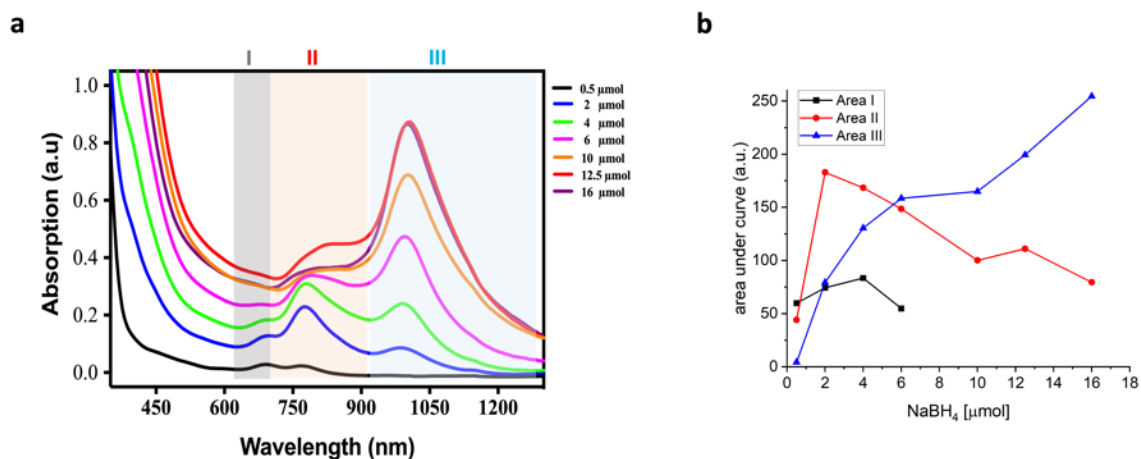 a
I II III
1.0
0.8
0.6
0.4
0.2
0.0
Absorption (a.u)
450 600 750 900 1050 1200
Wavelength (nm)
0.5 µmol
2 µmol
4 µmol
6 µmol
10 µmol
12.5 µmol
16 µmol
b
250
200
150
100
50
0
area under curve (a.u.)
Area I
Area II
Area III
0 2 4 6 8 10 12 14 16 18
NaBH₄ [µmol]